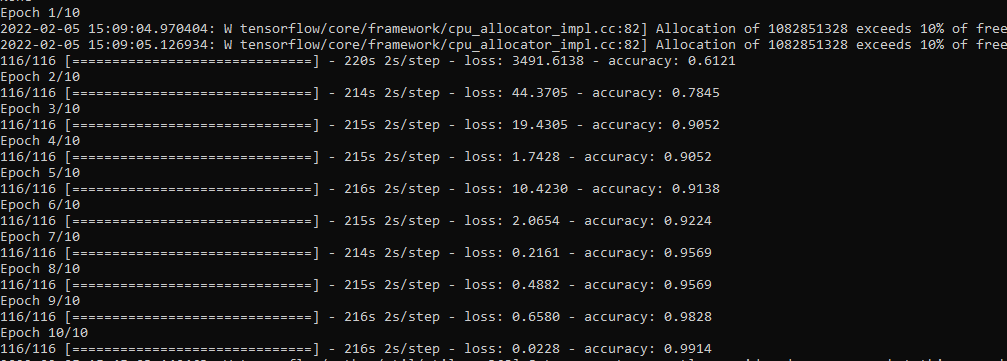 Epoch 1/10
2022-02-05 15:09:04.970404: W tensorflow/core/framework/cpu_allocator_impl.cc:82] Allocation of 1082851328 exceeds 10% of free
2022-02-05 15:09:05.126934: W tensorflow/core/framework/cpu_allocator_impl.cc:82] Allocation of 1082851328 exceeds 10% of free
116/116 [==============================] - 220s 2s/step - loss: 3491.6138 - accuracy: 0.6121
Epoch 2/10
116/116 [==============================] - 214s 2s/step - loss: 44.3705 - accuracy: 0.7845
Epoch 3/10
116/116 [==============================] - 215s 2s/step - loss: 19.4305 - accuracy: 0.9052
Epoch 4/10
116/116 [==============================] - 215s 2s/step - loss: 1.7428 - accuracy: 0.9052
Epoch 5/10
116/116 [==============================] - 216s 2s/step - loss: 10.4230 - accuracy: 0.9138
Epoch 6/10
116/116 [==============================] - 215s 2s/step - loss: 2.0654 - accuracy: 0.9224
Epoch 7/10
116/116 [==============================] - 214s 2s/step - loss: 0.2161 - accuracy: 0.9569
Epoch 8/10
116/116 [==============================] - 215s 2s/step - loss: 0.4882 - accuracy: 0.9569
Epoch 9/10
116/116 [==============================] - 216s 2s/step - loss: 0.6580 - accuracy: 0.9828
Epoch 10/10
116/116 [==============================] - 216s 2s/step - loss: 0.0228 - accuracy: 0.9914